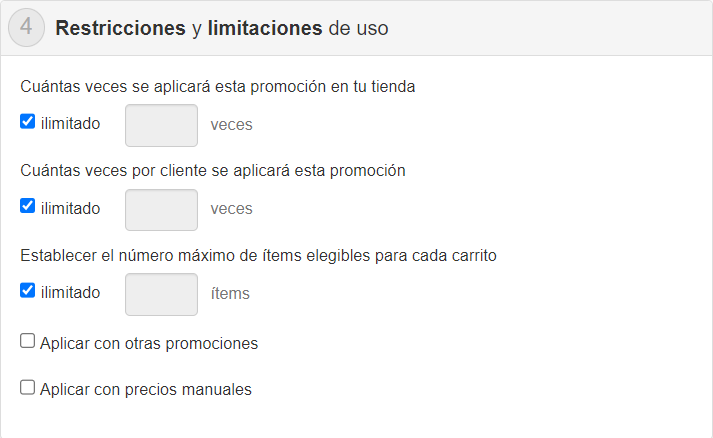 4 Restricciones y limitaciones de uso
Cuántas veces se aplicará esta promoción en tu tienda
ilimitado veces
Cuántas veces por cliente se aplicará esta promoción
ilimitado veces
Establecer el número máximo de ítems elegibles para cada carrito
ilimitado ítems
Aplicar con otras promociones
Aplicar con precios manuales